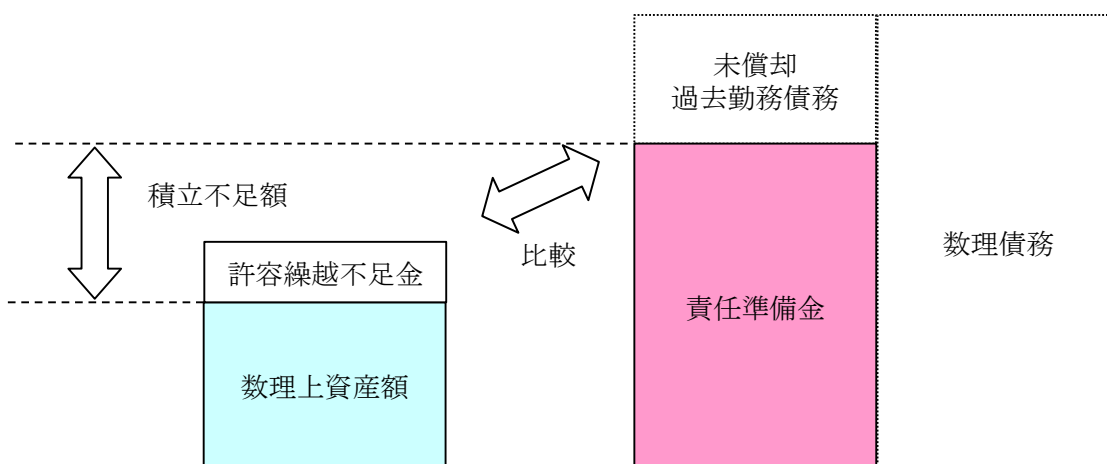 未償却
過去勤務債務
積立不足額
比較
数理債務
許容繰越不足金
責任準備金
数理上資産額